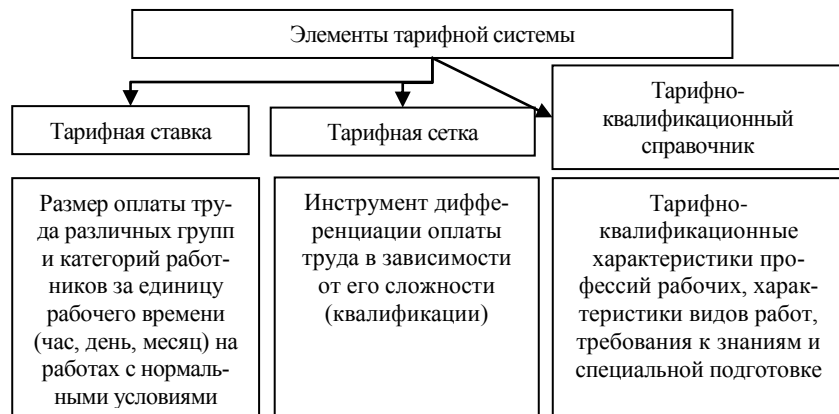 Элементы тарифной системы
Тарифная ставка
Тарифная сетка
Тарифно-
квалификационный
справочник
Размер оплаты тру-
да различных групп
и категорий работ-
ников за единицу
рабочего времени
(час, день, месяц) на
работах с нормаль-
ными условиями
Инструмент диффе-
ренциации оплаты
труда в зависимости
от его сложности
(квалификации)
Тарифно-
квалификационные
характеристики про-
фессий рабочих, харак-
теристики видов работ,
требования к знаниям и
специальной подготовке